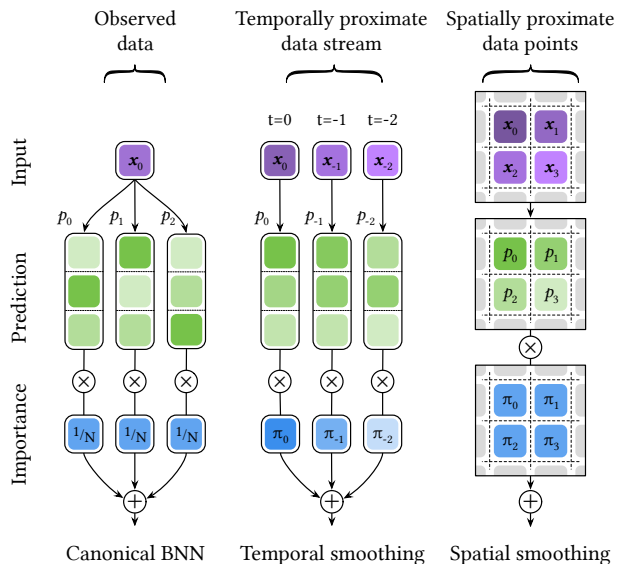 Observed data
Temporally proximate data stream
Spatially proximate data points
t=0 t=-1 t=-2
Input
x0
x0 x-1 x-2
x0 x1
x2 x3
Prediction
p0 p1 p2
p0 p-1 p-2
p0 p1
p2 p3
× × × × × × ×
Importance
1/N 1/N 1/N
π0 π-1 π-2
π0 π1
π2 π3
+ + +
Canonical BNN
Temporal smoothing
Spatial smoothing